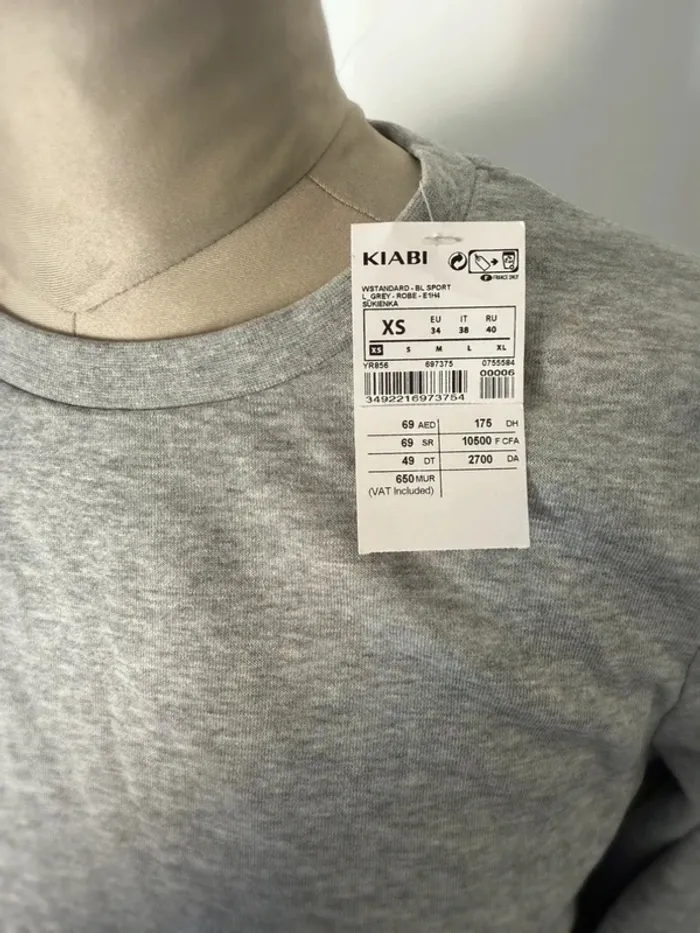 KIABI
WSTANDARD - BL SPORT
L_GREY - ROBE - E1H4
SUKIENKA
XS EU 34 IT 38 RU 40
XS S M L XL
YR856 697375 0755584
00006
3492216973754
69 AED 175 DH
69 SR 10500 F CFA
49 DT 2700 DA
650 MUR
(VAT Included)